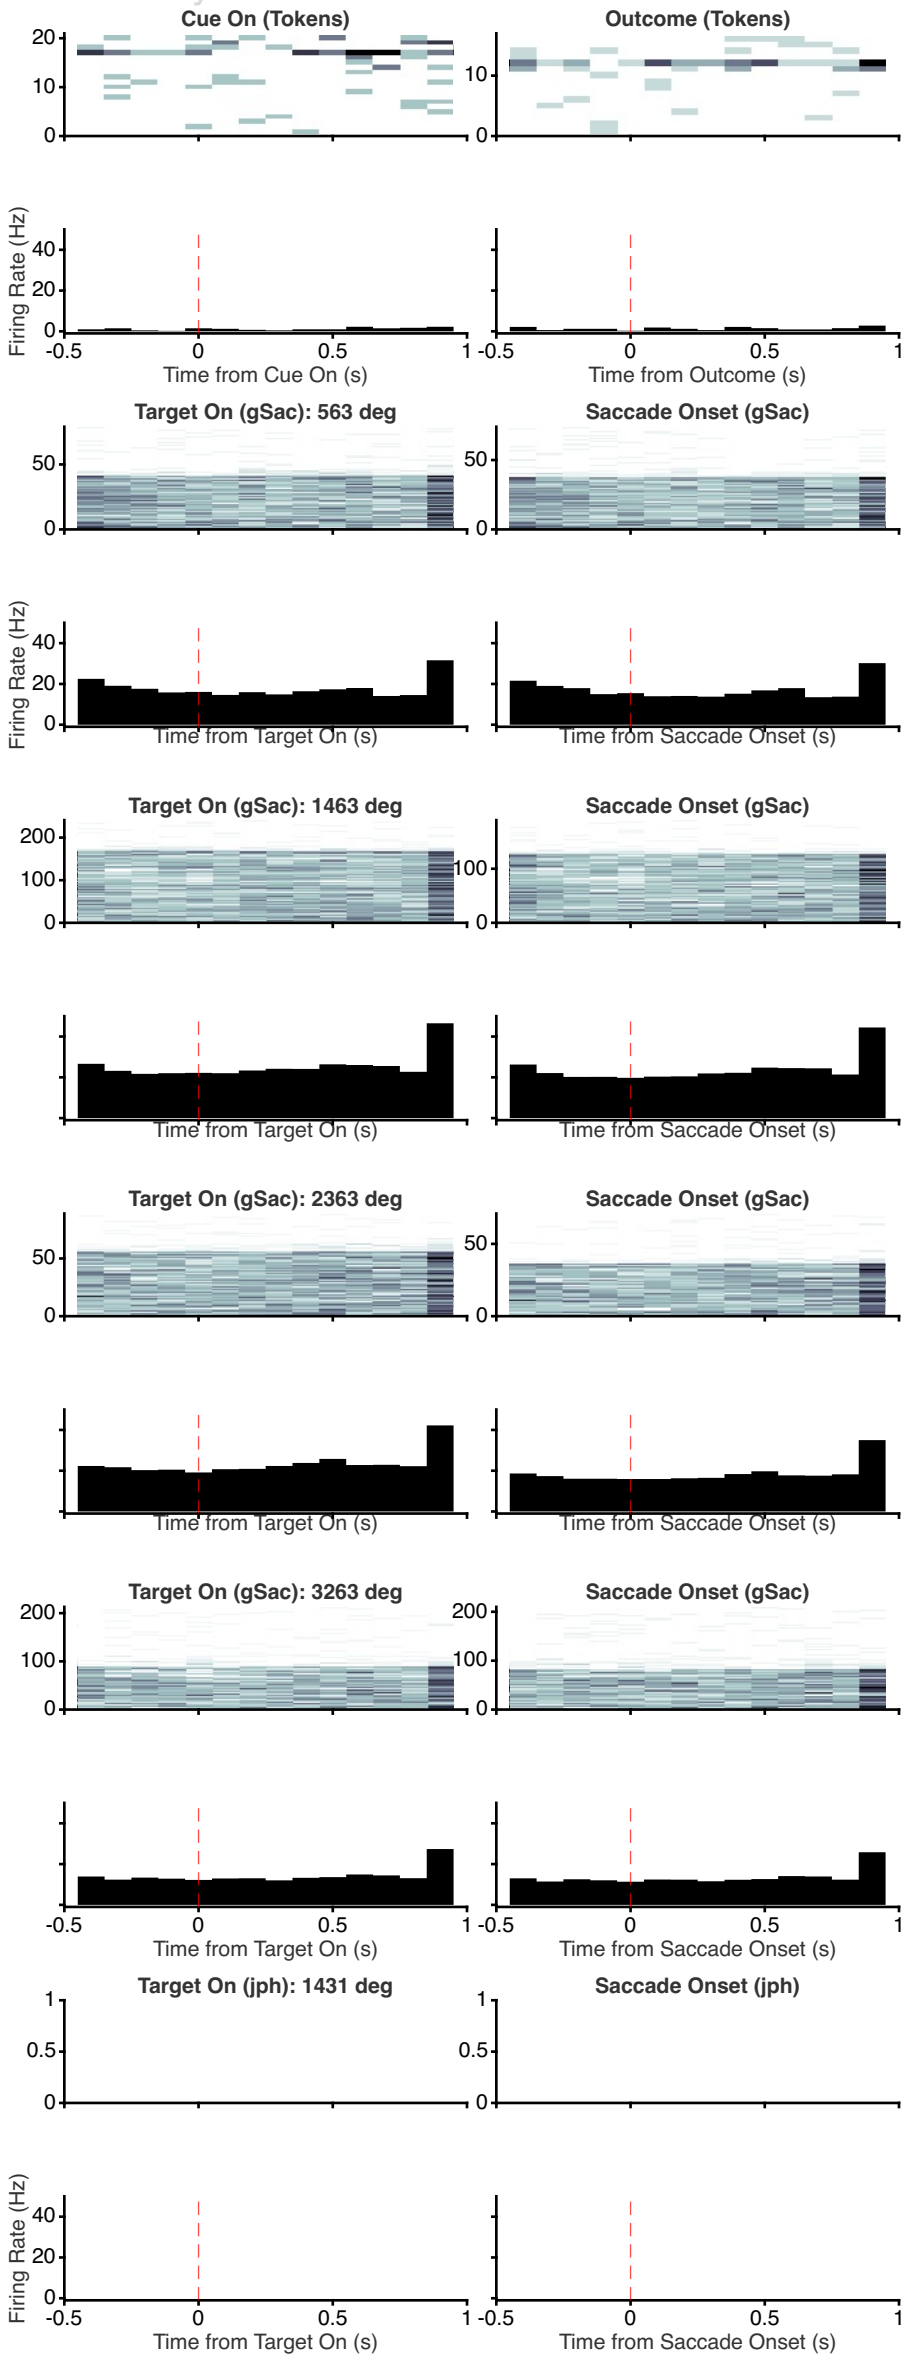 Cue On (Tokens) Outcome (Tokens)
20
10 10
0 0
Firing Rate (Hz)
40
20
0
-0.5 0 0.5 1 -0.5 0 0.5 1
Time from Cue On (s) Time from Outcome (s)
Target On (gSac): 563 deg Saccade Onset (gSac)
50 50
0 0
Firing Rate (Hz)
40
20
0
Time from Target On (s) Time from Saccade Onset (s)
Target On (gSac): 1463 deg Saccade Onset (gSac)
200
100 100
0 0
Time from Target On (s) Time from Saccade Onset (s)
Target On (gSac): 2363 deg Saccade Onset (gSac)
50 50
0 0
Time from Target On (s) Time from Saccade Onset (s)
Target On (gSac): 3263 deg Saccade Onset (gSac)
200 200
100 100
0 0
-0.5 0 0.5 1 -0.5 0 0.5 1
Time from Target On (s) Time from Saccade Onset (s)
Target On (jph): 1431 deg Saccade Onset (jph)
1 1
0.5 0.5
0 0
Firing Rate (Hz)
40
20
0
-0.5 0 0.5 1 -0.5 0 0.5 1
Time from Target On (s) Time from Saccade Onset (s)